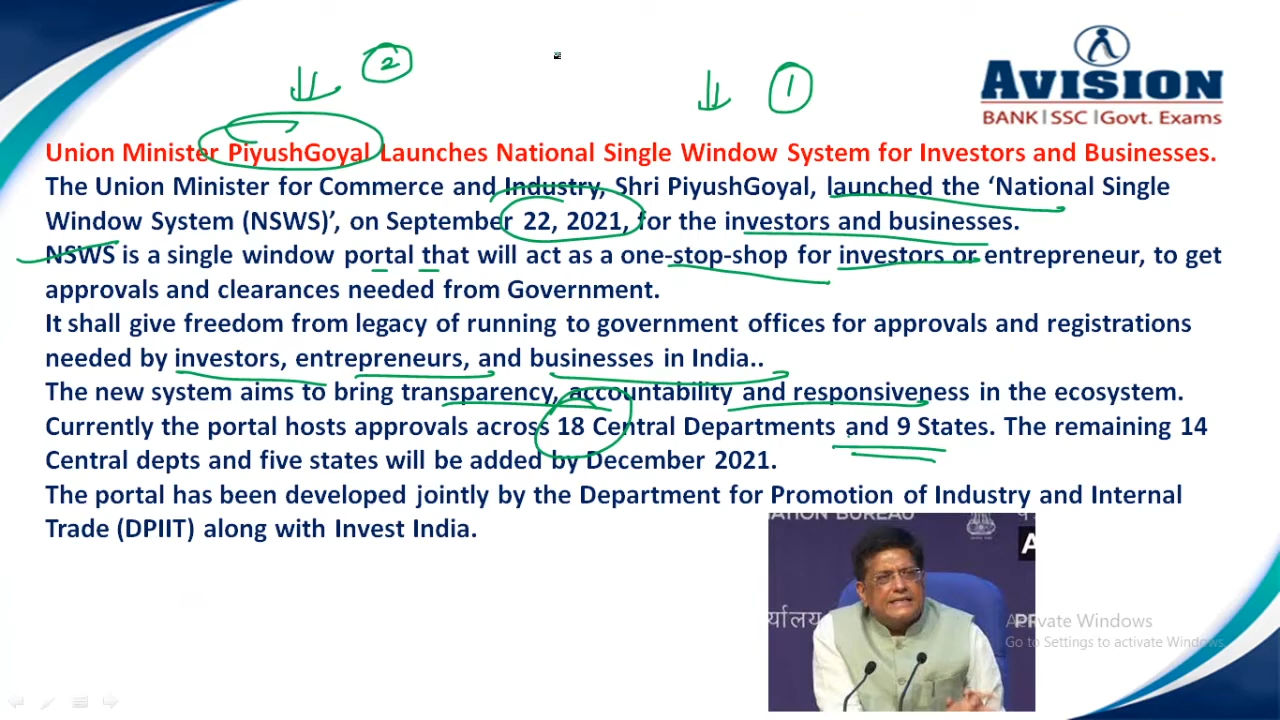 2
1
AVISION
BANK|SSC|Govt. Exams
Union Minister PiyushGoyal Launches National Single Window System for Investors and Businesses.
The Union Minister for Commerce and Industry, Shri PiyushGoyal, launched the ‘National Single
Window System (NSWS)’, on September 22, 2021, for the investors and businesses.
NSWS is a single window portal that will act as a one-stop-shop for investors or entrepreneur, to get
approvals and clearances needed from Government.
It shall give freedom from legacy of running to government offices for approvals and registrations
needed by investors, entrepreneurs, and businesses in India..
The new system aims to bring transparency, accountability and responsiveness in the ecosystem.
Currently the portal hosts approvals across 18 Central Departments and 9 States. The remaining 14
Central depts and five states will be added by December 2021.
The portal has been developed jointly by the Department for Promotion of Industry and Internal
Trade (DPIIT) along with Invest India.
BUREAU
Activate Windows
Go to Settings to activate Windows.